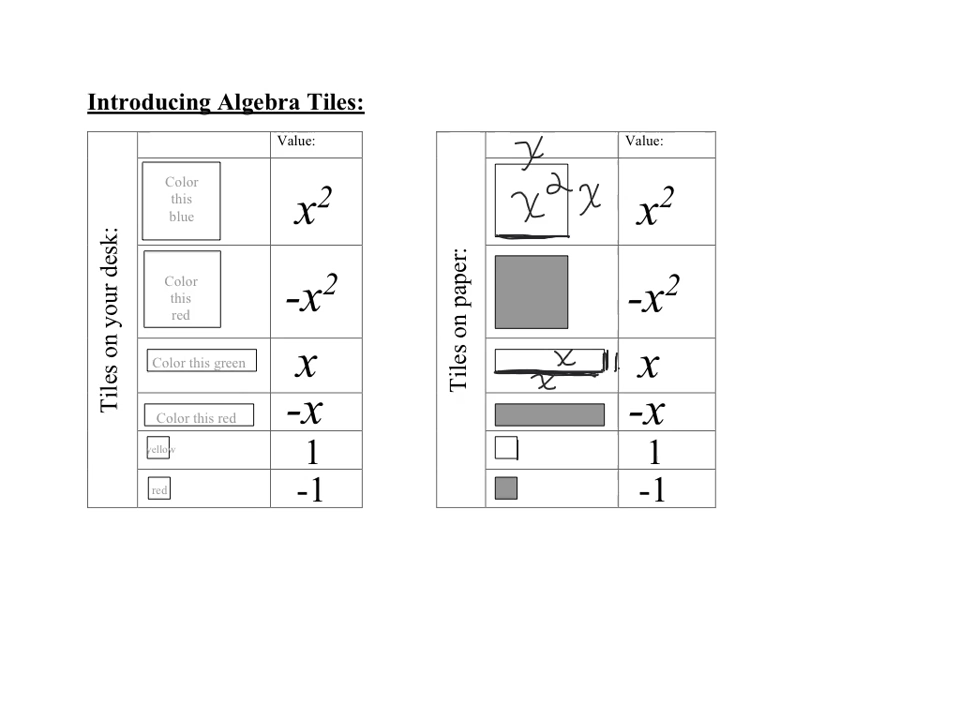 Introducing Algebra Tiles:
Tiles on your desk:
Value:
Color
this
blue
x²
Color
this
red
-x²
Color this green
x
Color this red
-x
yellow
1
red
-1
Tiles on paper:
Value:
x
x² x
x²
-x²
x 1
x
x
-x
1
-1